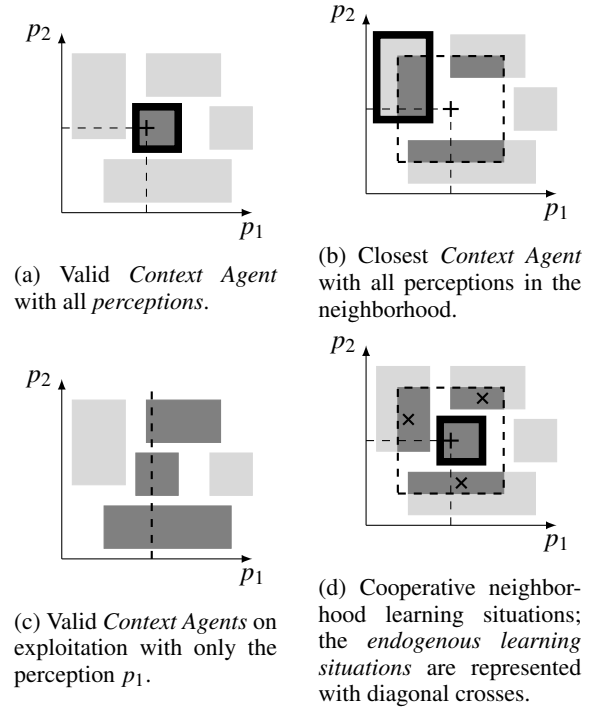 p2
p1
(a) Valid Context Agent
with all perceptions.
p2
p1
(b) Closest Context Agent
with all perceptions in the
neighborhood.
p2
p1
(c) Valid Context Agents on
exploitation with only the
perception p1.
p2
p1
(d) Cooperative neighbor-
hood learning situations;
the endogenous learning
situations are represented
with diagonal crosses.